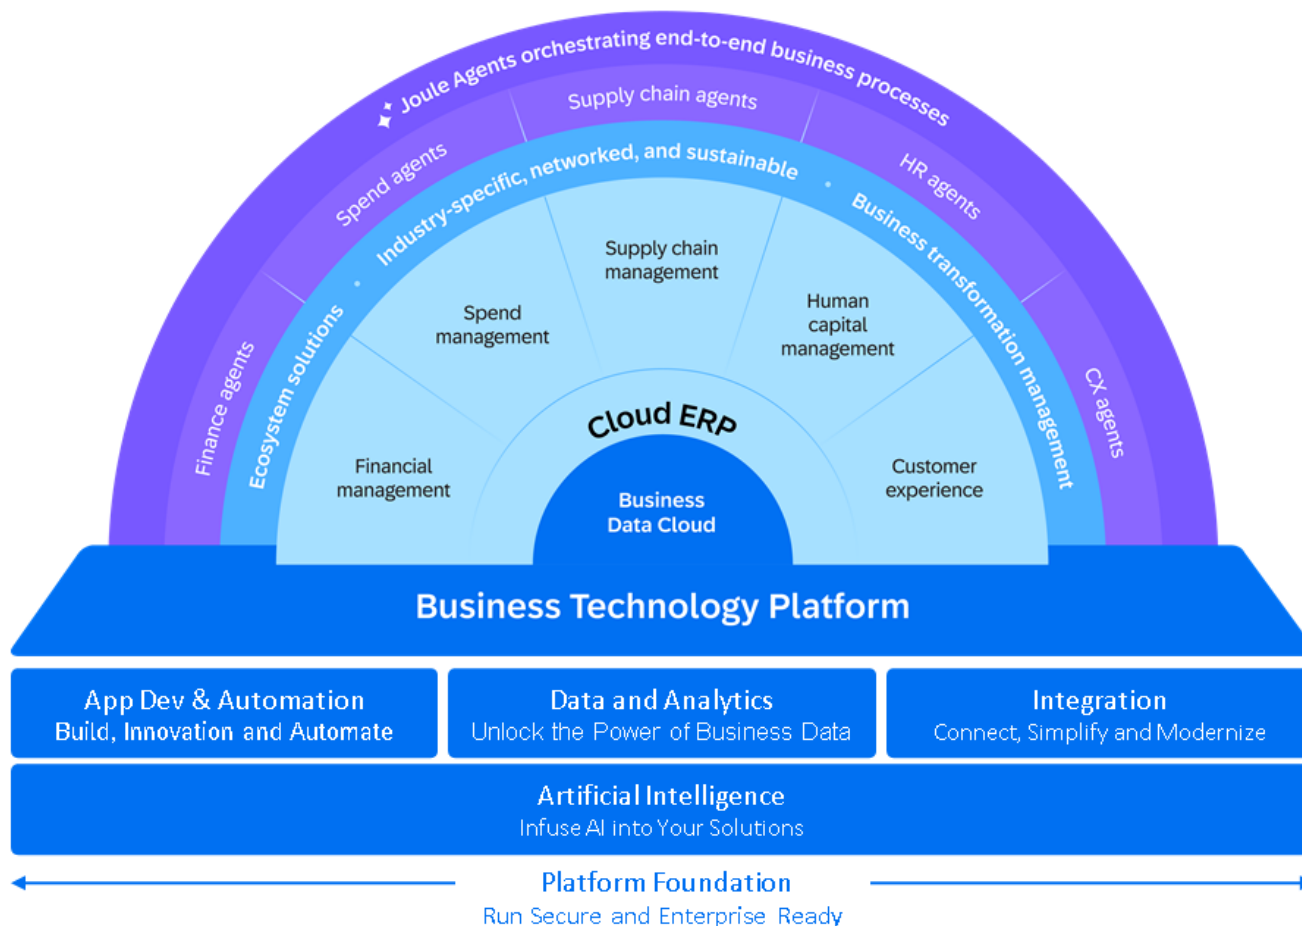 Joule Agents orchestrating end-to-end business processes
Finance agents
Spend agents
Supply chain agents
HR agents
CX agents
Ecosystem solutions • Industry-specific, networked, and sustainable • Business transformation management
Financial
management
Spend
management
Supply chain
management
Human
capital
management
Customer
experience
Cloud ERP
Business
Data Cloud
Business Technology Platform
App Dev & Automation
Build, Innovation and Automate
Data and Analytics
Unlock the Power of Business Data
Integration
Connect, Simplify and Modernize
Artificial Intelligence
Infuse AI into Your Solutions
Platform Foundation
Run Secure and Enterprise Ready